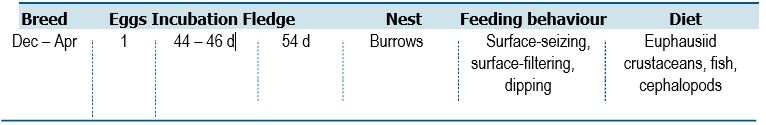 Breed Eggs Incubation Fledge Nest Feeding behaviour Diet
Dec – Apr 1 44 – 46 d 54 d Burrows Surface-seizing, Euphausiid
surface-filtering, crustaceans, fish,
dipping cephalopods